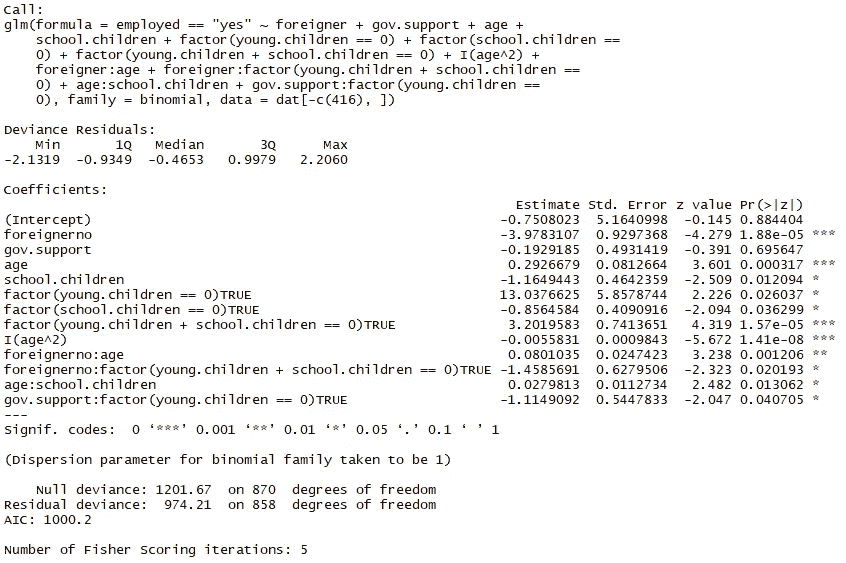 Call:
glm(formula = employed == "yes" ~ foreigner + gov.support + age +
    school.children + factor(young.children == 0) + factor(school.children ==
    0) + factor(young.children + school.children == 0) + I(age^2) +
    foreigner:age + foreigner:factor(young.children + school.children ==
    0) + age:school.children + gov.support:factor(young.children ==
    0), family = binomial, data = dat[-c(416), ])
Deviance Residuals:
    Min      1Q  Median      3Q     Max
-2.1319 -0.9349 -0.4653  0.9979  2.2060
Coefficients:
Estimate Std. Error z value Pr(>|z|)
(Intercept) -0.7508023 5.1640998 -0.145 0.884404
foreignerno -3.9783107 0.9297368 -4.279 1.88e-05 ***
gov.support -0.1929185 0.4931419 -0.391 0.695647
age 0.2926679 0.0812664 3.601 0.000317 ***
school.children -1.1649443 0.4642359 -2.509 0.012094 *
factor(young.children == 0)TRUE 13.0376625 5.8578744 2.226 0.026037 *
factor(school.children == 0)TRUE -0.8564584 0.4090916 -2.094 0.036299 *
factor(young.children + school.children == 0)TRUE 3.2019583 0.7413651 4.319 1.57e-05 ***
I(age^2) -0.0055831 0.0009843 -5.672 1.41e-08 ***
foreignerno:age 0.0801035 0.0247423 3.238 0.001206 **
foreignerno:factor(young.children + school.children == 0)TRUE -1.4585691 0.6279506 -2.323 0.020193 *
age:school.children 0.0279813 0.0112734 2.482 0.013062 *
gov.support:factor(young.children == 0)TRUE -1.1149092 0.5447833 -2.047 0.040705 *
---
Signif. codes:  0 ‘***’ 0.001 ‘**’ 0.01 ‘*’ 0.05 ‘.’ 0.1 ‘ ’ 1
(Dispersion parameter for binomial family taken to be 1)
    Null deviance: 1201.67  on 870  degrees of freedom
Residual deviance:  974.21  on 858  degrees of freedom
AIC: 1000.2
Number of Fisher Scoring iterations: 5